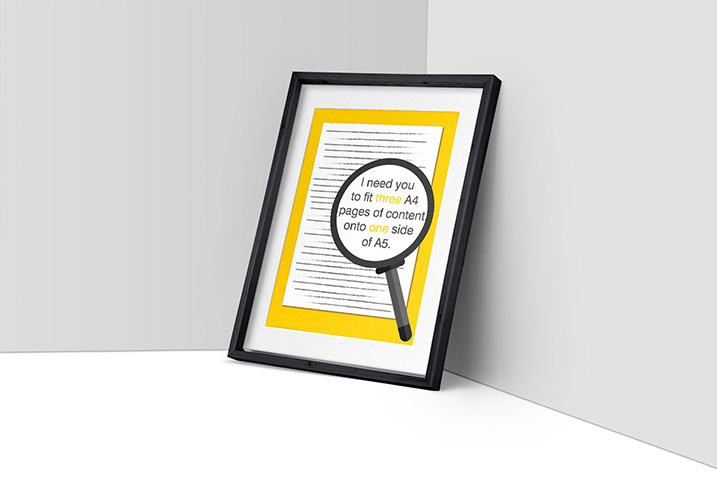 I need you
to fit three A4
pages of content
onto one side
of A5.